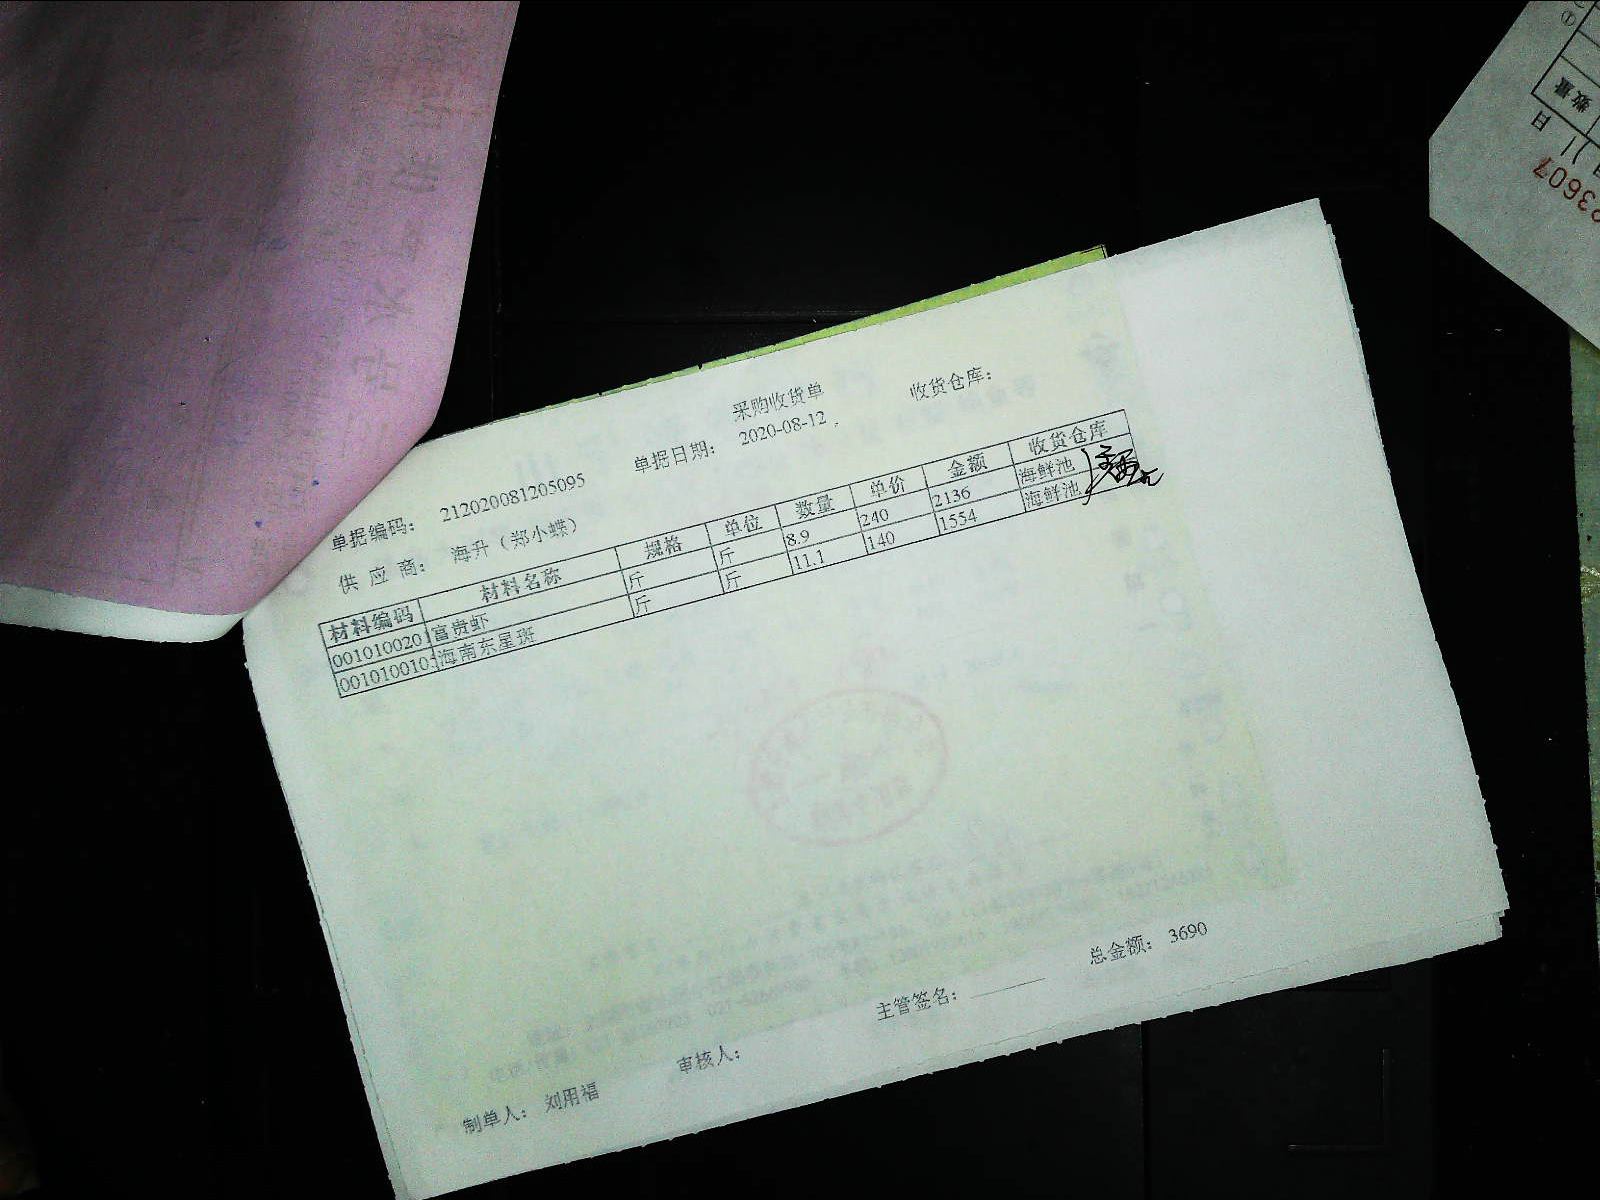 采购收货单
单据编码： 212020081205095 单据日期： 2020-08-12 收货仓库：
供 应 商： 海升（郑小蝶）
材料编码 材料名称 规格 单位 数量 单价 金额 收货仓库
001010020 富贵虾 斤 斤 8.9 240 2136 海鲜池
001010010 海南东星斑 斤 斤 11.1 140 1554 海鲜池
制单人： 刘用福 审核人： 主管签名： 总金额： 3690
数量
日
23607